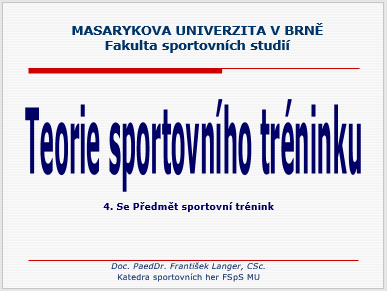 MASARYKOVA UNIVERZITA V BRNĚ
Fakulta sportovních studií
Teorie sportovního tréninku
4. Se Předmět sportovní trénink
Doc. PaedDr. František Langer, CSc.
Katedra sportovních her FSpS MU